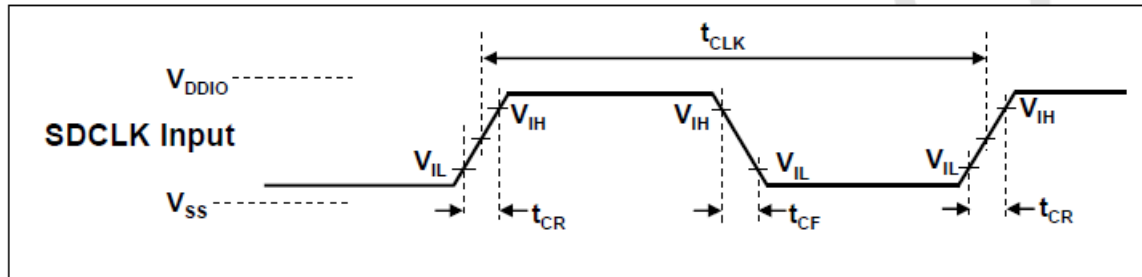 tCLK
VDDIO
SDCLK Input
VSS
VIH
VIH
VIH
VIL
VIL
VIL
tCR
tCF
tCR